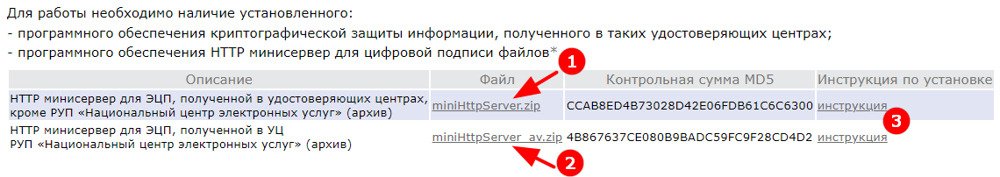 Для работы необходимо наличие установленного:
- программного обеспечения криптографической защиты информации, полученного в таких удостоверяющих центрах;
- программного обеспечения HTTP минисервер для цифровой подписи файлов*
1
Описание Файл Контрольная сумма MD5 Инструкция по установке
HTTP минисервер для ЭЦП, полученной в удостоверяющих центрах,
кроме РУП «Национальный центр электронных услуг» (архив) miniHttpServer.zip CCAB8ED4B73028D42E06FDB61C6C6300 инструкция
3
HTTP минисервер для ЭЦП, полученной в УЦ
РУП «Национальный центр электронных услуг» (архив) miniHttpServer_av.zip 4B867637CE080B9BADC59FC9F28CD4D2 инструкция
2